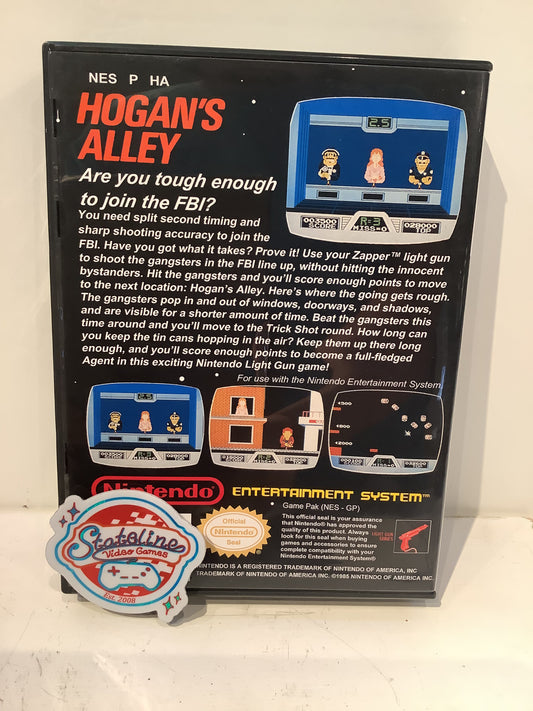 NES P HA
HOGAN'S
ALLEY
Are you tough enough
to join the FBI?
You need split second timing and
sharp shooting accuracy to join the
FBI. Have you got what it takes? Prove it! Use your Zapper™ light gun
to shoot the gangsters in the FBI line up, without hitting the innocent
bystanders. Hit the gangsters and you'll score enough points to move
to the next location: Hogan's Alley. Here's where the going gets rough.
The gangsters pop in and out of windows, doorways, and shadows,
and are visible for a shorter amount of time. Beat the gangsters this
time around and you'll move to the Trick Shot round. How long can
you keep the tin cans hopping in the air? Keep them up there long
enough, and you'll score enough points to become a full-fledged
Agent in this exciting Nintendo Light Gun game!
2.5
003500 R=3 028000
SCORE MISS=0 TOP
For use with the Nintendo Entertainment System
2.5
Nintendo ENTERTAINMENT SYSTEM™
Game Pak (NES - GP)
Official
Nintendo
Seal
This official seal is your assurance
that Nintendo® has approved the
quality of this product. Always
look for this seal when buying
games and accessories to ensure
complete compatibility with your
Nintendo Entertainment System®
LIGHT GUN
NINTENDO IS A REGISTERED TRADEMARK OF NINTENDO OF AMERICA, INC
TRADEMARK OF NINTENDO OF AMERICA INC. ©1985 NINTENDO OF AMERICA INC.
Stateline
Video Games
Est. 2008